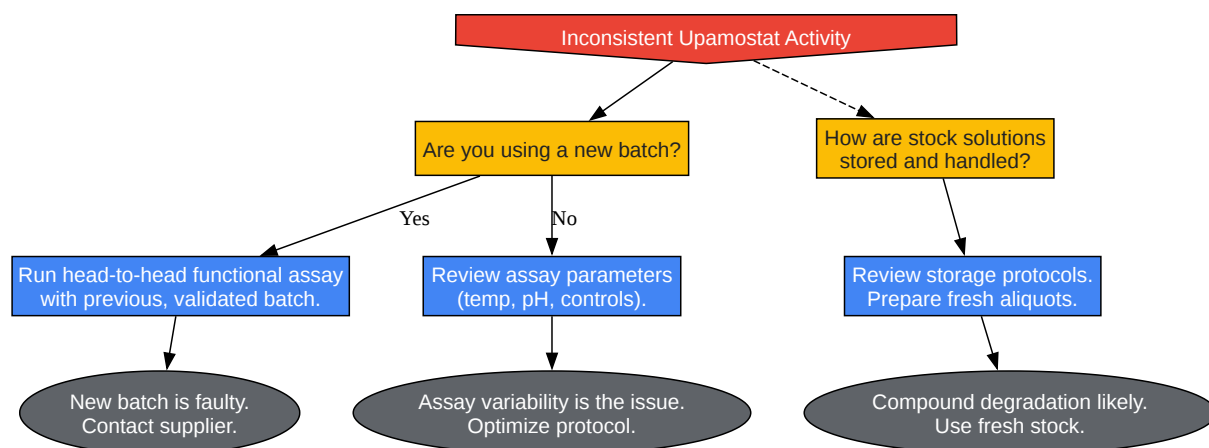 Inconsistent Upamostat Activity
Are you using a new batch?
How are stock solutions
stored and handled?
Yes
No
Run head-to-head functional assay
with previous, validated batch.
Review assay parameters
(temp, pH, controls).
Review storage protocols.
Prepare fresh aliquots.
New batch is faulty.
Contact supplier.
Assay variability is the issue.
Optimize protocol.
Compound degradation likely.
Use fresh stock.